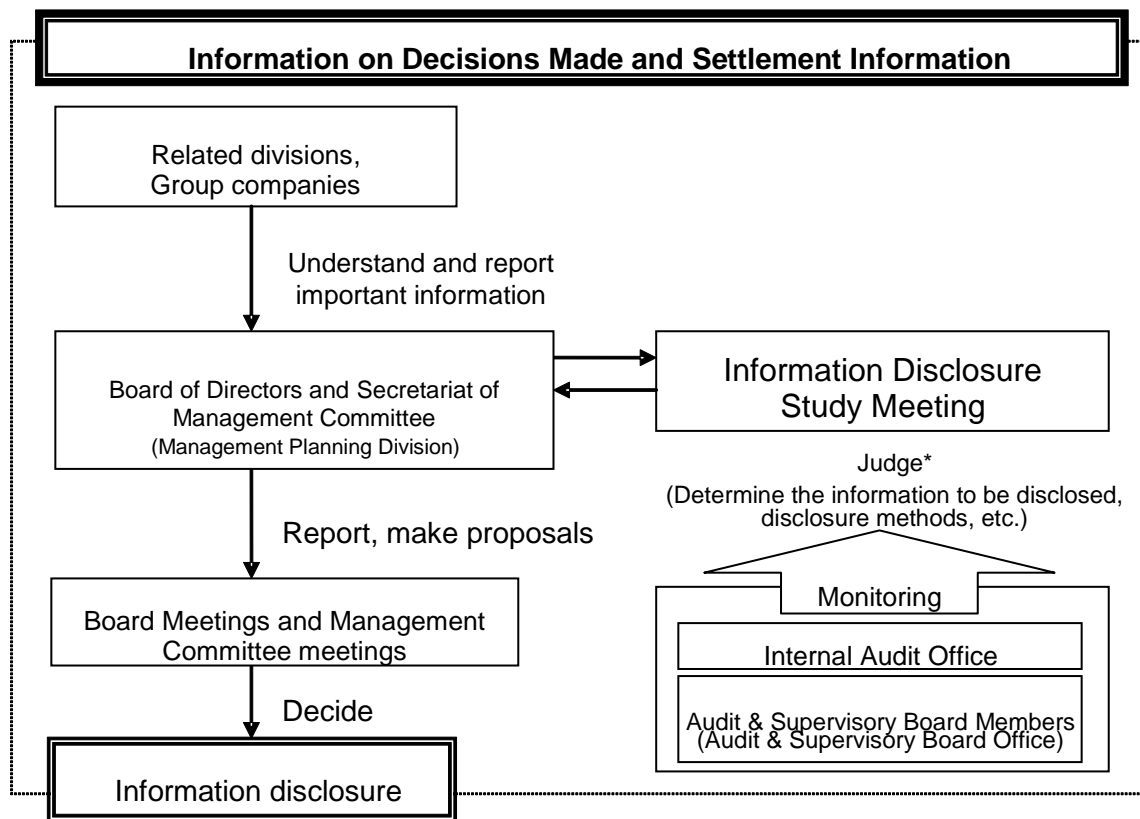 Information on Decisions Made and Settlement Information
Related divisions,
Group companies
Understand and report
important information
Board of Directors and Secretariat of
Management Committee
(Management Planning Division)
Information Disclosure
Study Meeting
Judge*
(Determine the information to be disclosed,
disclosure methods, etc.)
Report, make proposals
Monitoring
Board Meetings and Management
Committee meetings
Internal Audit Office
Decide
Audit & Supervisory Board Members
(Audit & Supervisory Board Office)
Information disclosure